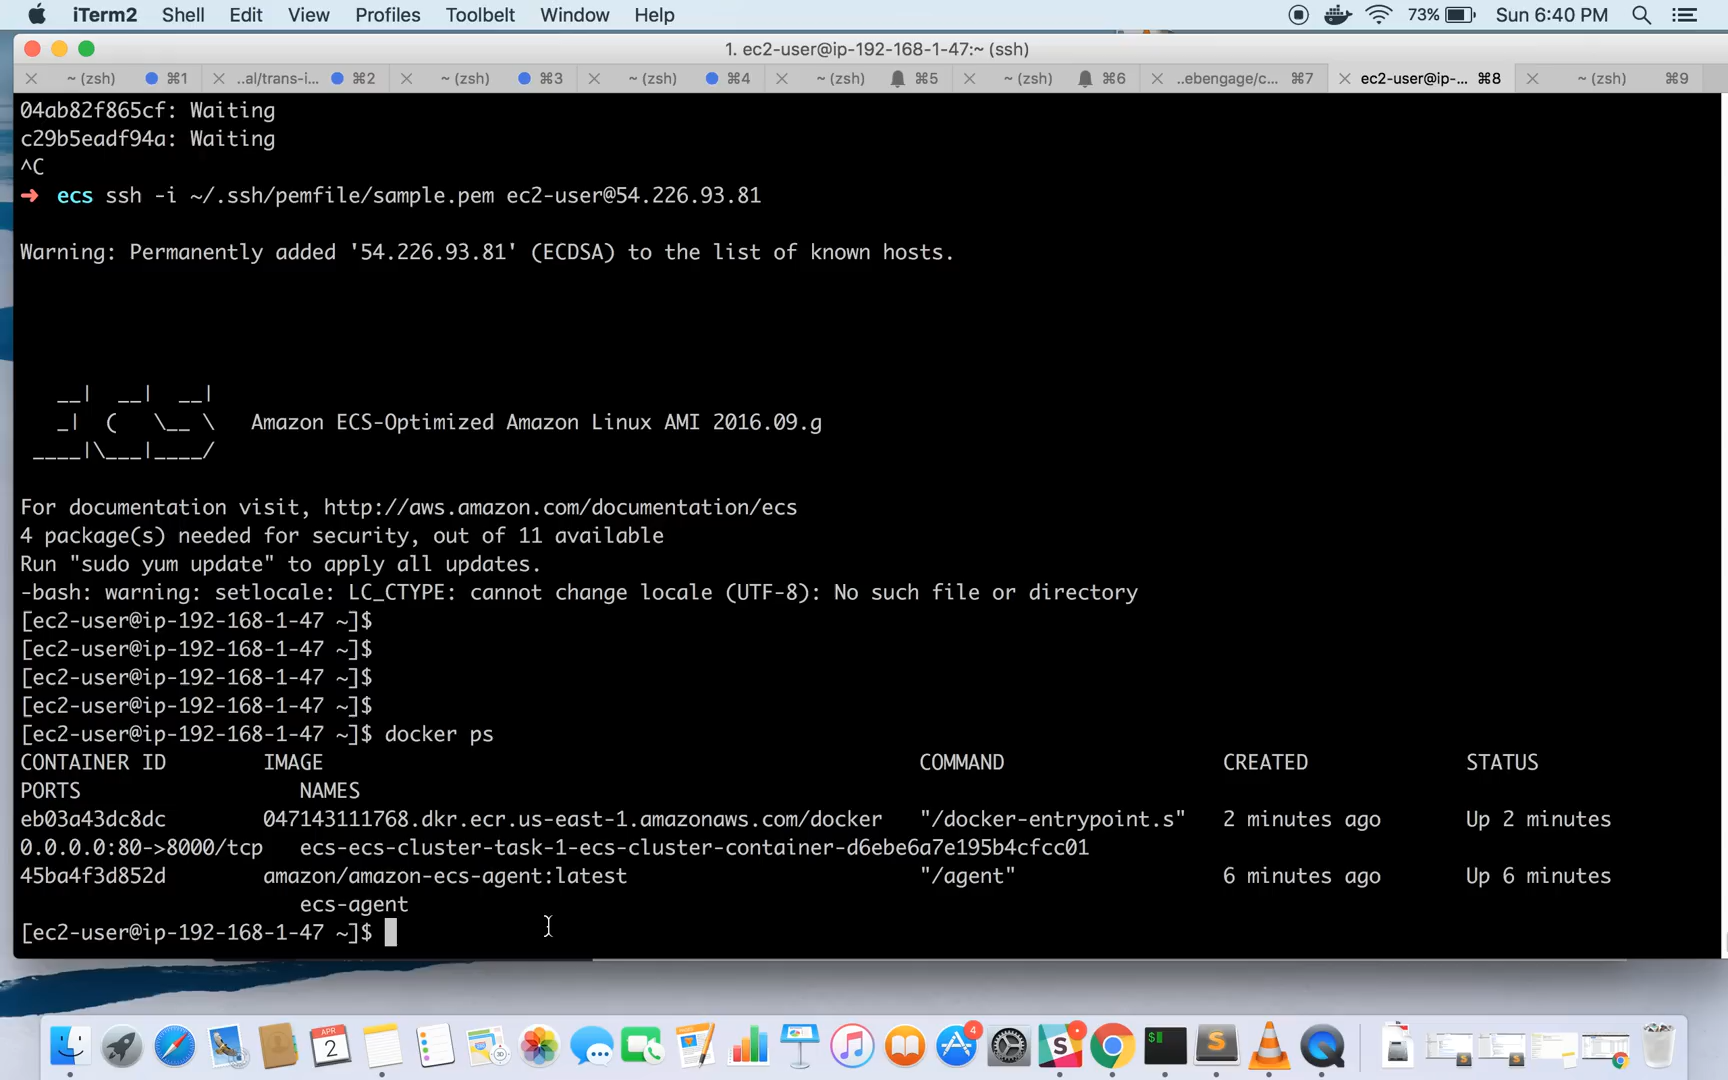 iTerm2 Shell Edit View Profiles Toolbelt Window Help 73% Sun 6:40 PM
1. ec2-user@ip-192-168-1-47:~ (ssh)
~ (zsh) ⌘1 ..al/trans-i... ⌘2 ~ (zsh) ⌘3 ~ (zsh) ⌘4 ~ (zsh) ⌘5 ~ (zsh) ⌘6 ..ebengage/c... ⌘7 ec2-user@ip-... ⌘8 ~ (zsh) ⌘9
04ab82f865cf: Waiting
c29b5eadf94a: Waiting
^C
➜ ecs ssh -i ~/.ssh/pemfile/sample.pem ec2-user@54.226.93.81
Warning: Permanently added '54.226.93.81' (ECDSA) to the list of known hosts.
   __|  __|  __|
   _|  (   \__ \   Amazon ECS-Optimized Amazon Linux AMI 2016.09.g
 ____|\___|____/
For documentation visit, http://aws.amazon.com/documentation/ecs
4 package(s) needed for security, out of 11 available
Run "sudo yum update" to apply all updates.
-bash: warning: setlocale: LC_CTYPE: cannot change locale (UTF-8): No such file or directory
[ec2-user@ip-192-168-1-47 ~]$
[ec2-user@ip-192-168-1-47 ~]$
[ec2-user@ip-192-168-1-47 ~]$
[ec2-user@ip-192-168-1-47 ~]$
[ec2-user@ip-192-168-1-47 ~]$ docker ps
CONTAINER ID IMAGE COMMAND CREATED STATUS
PORTS NAMES
eb03a43dc8dc 047143111768.dkr.ecr.us-east-1.amazonaws.com/docker "/docker-entrypoint.s" 2 minutes ago Up 2 minutes
0.0.0.0:80->8000/tcp ecs-ecs-cluster-task-1-ecs-cluster-container-d6ebe6a7e195b4cfcc01
45ba4f3d852d amazon/amazon-ecs-agent:latest "/agent" 6 minutes ago Up 6 minutes
ecs-agent
[ec2-user@ip-192-168-1-47 ~]$
APR
2
4